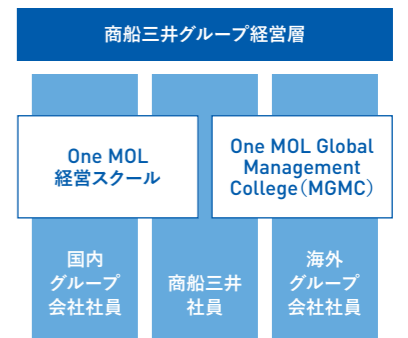 商船三井グループ経営層
One MOL
経営スクール
One MOL Global
Management
College（MGMC）
国内
グループ
会社社員
商船三井
社員
海外
グループ
会社社員